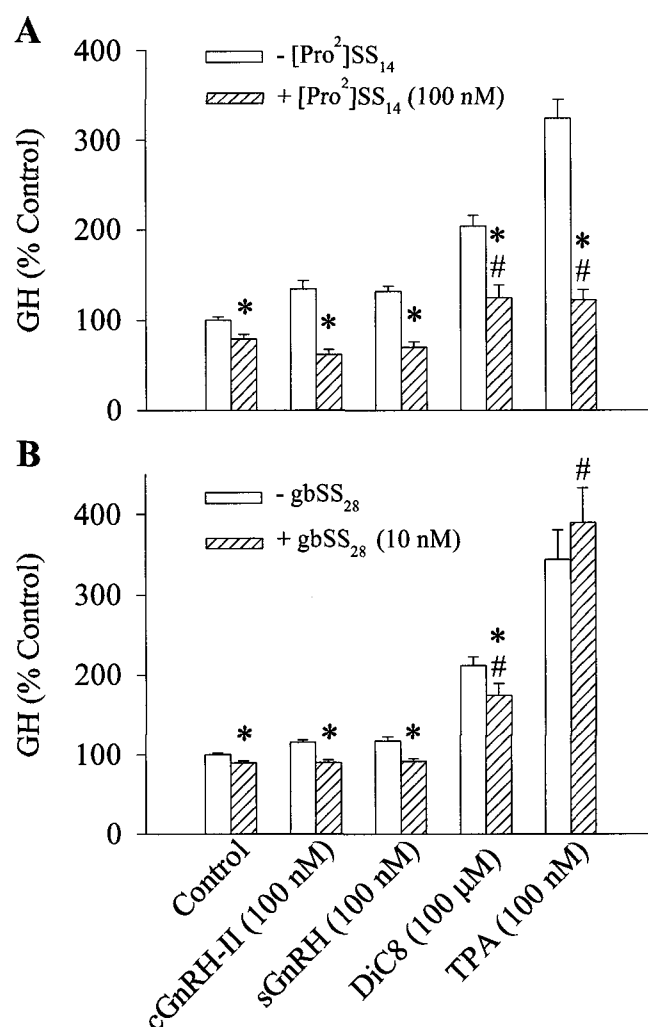 A
400
300
200
100
0
GH (% Control)
- [Pro²]SS₁₄
+ [Pro²]SS₁₄ (100 nM)
*
*
*
*
#
*
#
B
400
300
200
100
0
GH (% Control)
- gbSS₂₈
+ gbSS₂₈ (10 nM)
*
*
*
*
#
#
Control
cGnRH-II (100 nM)
sGnRH (100 nM)
DiC8 (100 µM)
TPA (100 nM)